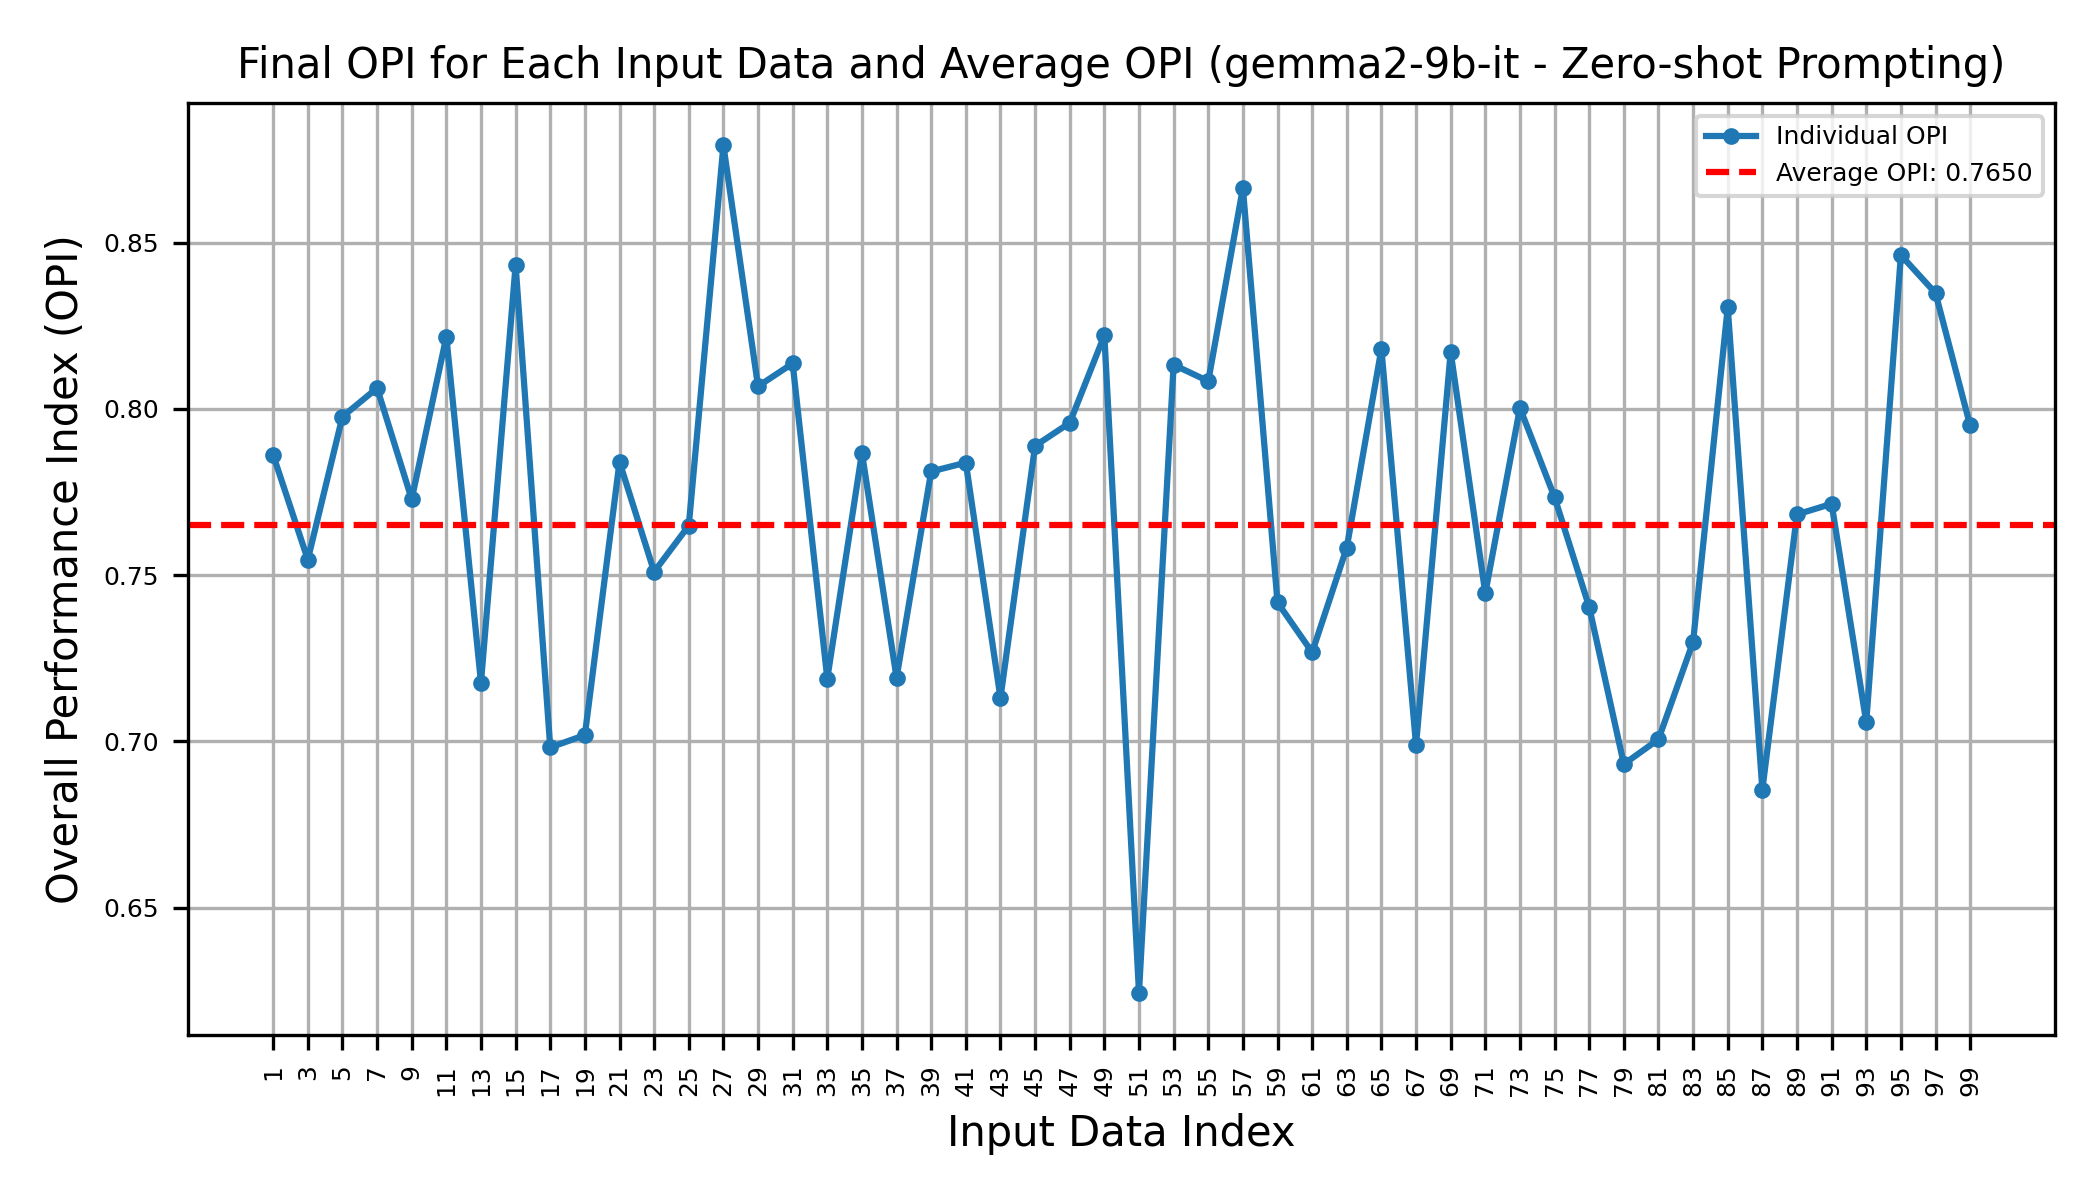 Final OPI for Each Input Data and Average OPI (gemma2-9b-it - Zero-shot Prompting)
Individual OPI
Average OPI: 0.7650
Overall Performance Index (OPI)
0.85
0.80
0.75
0.70
0.65
1 3 5 7 9 11 13 15 17 19 21 23 25 27 29 31 33 35 37 39 41 43 45 47 49 51 53 55 57 59 61 63 65 67 69 71 73 75 77 79 81 83 85 87 89 91 93 95 97 99
Input Data Index